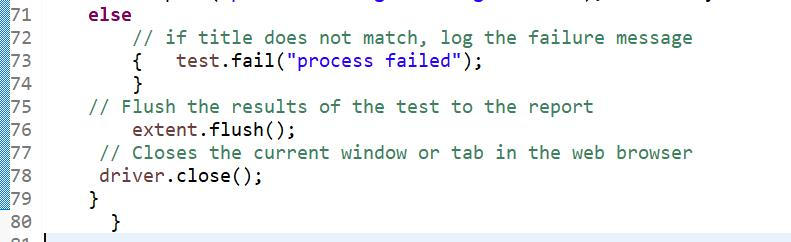 71 else
72 // if title does not match, log the failure message
73 { test.fail("process failed");
74 }
75 // Flush the results of the test to the report
76 extent.flush();
77 // Closes the current window or tab in the web browser
78 driver.close();
79 }
80 }